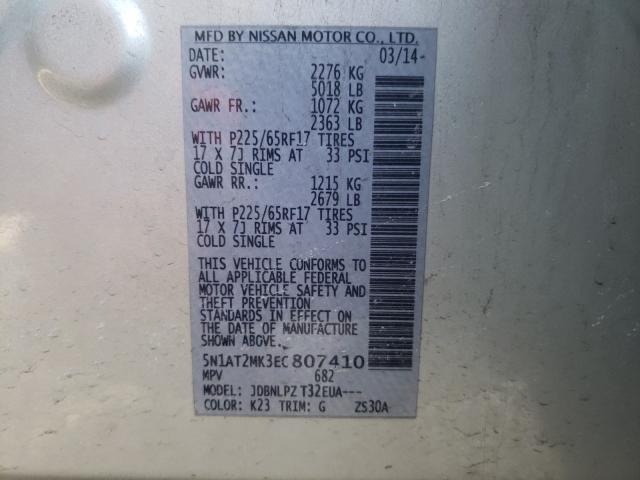 MFD BY NISSAN MOTOR CO., LTD.
DATE: 03/14-
GVWR: 2276 KG
5018 LB
GAWR FR.: 1072 KG
2363 LB
WITH P225/65RF17 TIRES
17 X 7J RIMS AT 33 PSI
COLD SINGLE
GAWR RR.: 1215 KG
2679 LB
WITH P225/65RF17 TIRES
17 X 7J RIMS AT 33 PSI
COLD SINGLE
THIS VEHICLE CONFORMS TO
ALL APPLICABLE FEDERAL
MOTOR VEHICLE SAFETY AND
THEFT PREVENTION
STANDARDS IN EFFECT ON
THE DATE OF MANUFACTURE
SHOWN ABOVE.
5N1AT2MK3EC807410
MPV 682
MODEL: JDBNLPZ T32EUA---
COLOR: K23 TRIM: G ZS30A